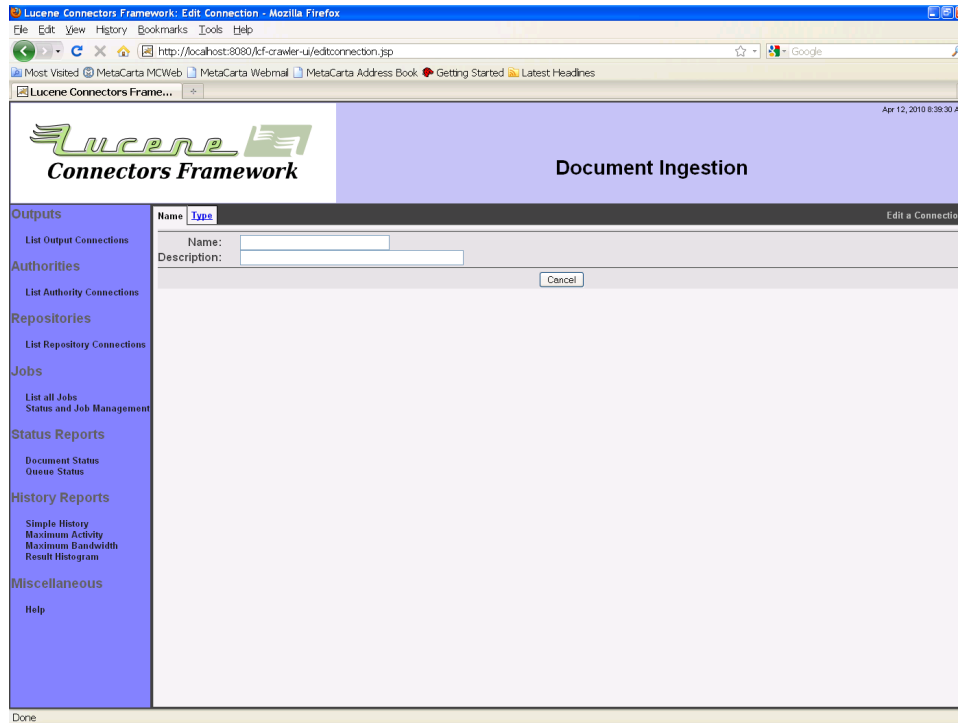 Lucene Connectors Framework: Edit Connection - Mozilla Firefox
File Edit View History Bookmarks Tools Help
http://localhost:8080/lcf-crawler-ui/editconnection.jsp
Google
Most Visited MetaCarta MCWeb MetaCarta Webmail MetaCarta Address Book Getting Started Latest Headlines
Lucene Connectors Frame...
Apr 12, 2010 8:39:30 A
Lucene
Connectors Framework
Document Ingestion
Outputs
List Output Connections
Authorities
List Authority Connections
Repositories
List Repository Connections
Jobs
List all Jobs
Status and Job Management
Status Reports
Document Status
Queue Status
History Reports
Simple History
Maximum Activity
Maximum Bandwidth
Result Histogram
Miscellaneous
Help
Name Type
Edit a Connectio
Name:
Description:
Cancel
Done